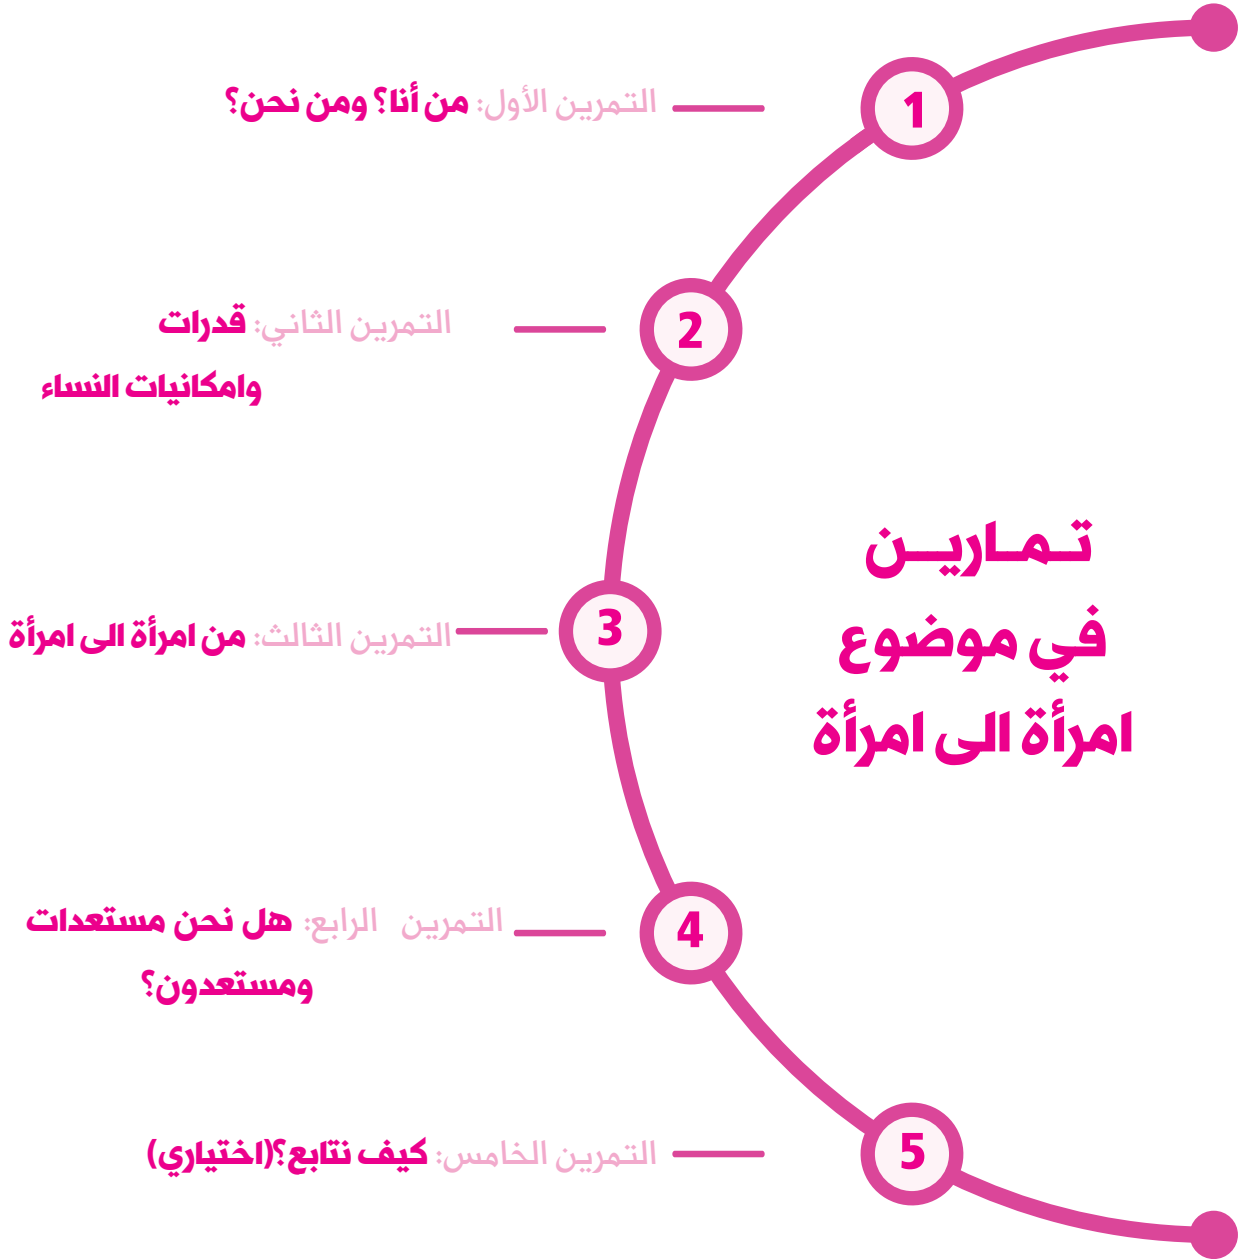 تمارين
في موضوع
امرأة الى امرأة
1
التمرين الأول: من أنا؟ ومن نحن؟
2
التمرين الثاني: قدرات
وامكانيات النساء
3
التمرين الثالث: من امرأة الى امرأة
4
التمرين الرابع: هل نحن مستعدات
ومستعدون؟
5
التمرين الخامس: كيف نتابع؟(اختياري)